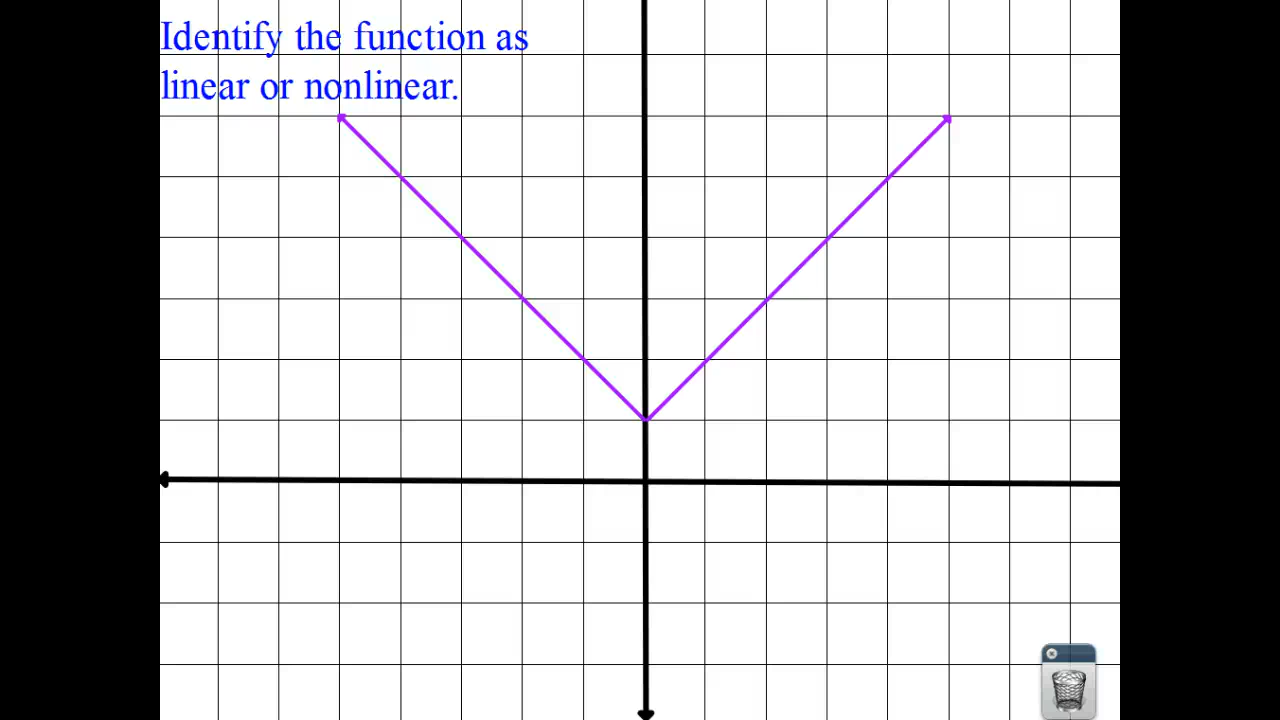 Identify the function as
linear or nonlinear.